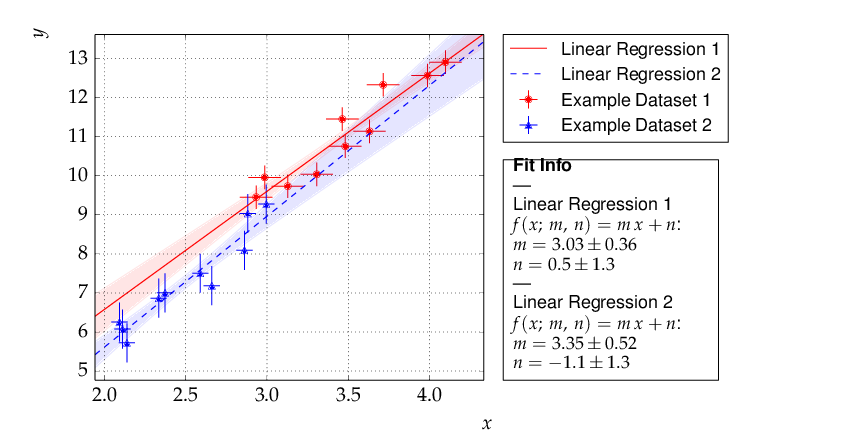 y
13
12
11
10
9
8
7
6
5
2.0 2.5 3.0 3.5 4.0
x
Linear Regression 1
Linear Regression 2
Example Dataset 1
Example Dataset 2
Fit Info
—
Linear Regression 1
f(x; m, n) = m x + n:
m = 3.03 ± 0.36
n = 0.5 ± 1.3
—
Linear Regression 2
f(x; m, n) = m x + n:
m = 3.35 ± 0.52
n = −1.1 ± 1.3